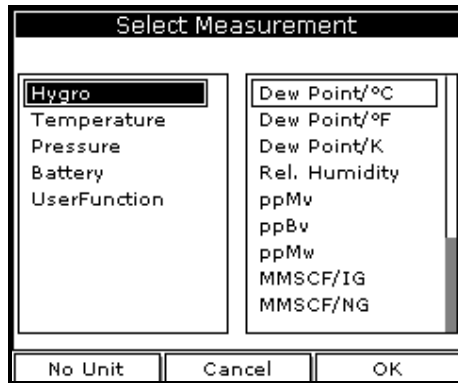 Select Measurement
Hygro
Temperature
Pressure
Battery
UserFunction
Dew Point/°C
Dew Point/°F
Dew Point/K
Rel. Humidity
ppMv
ppBv
ppMw
MMSCF/IG
MMSCF/NG
No Unit
Cancel
OK